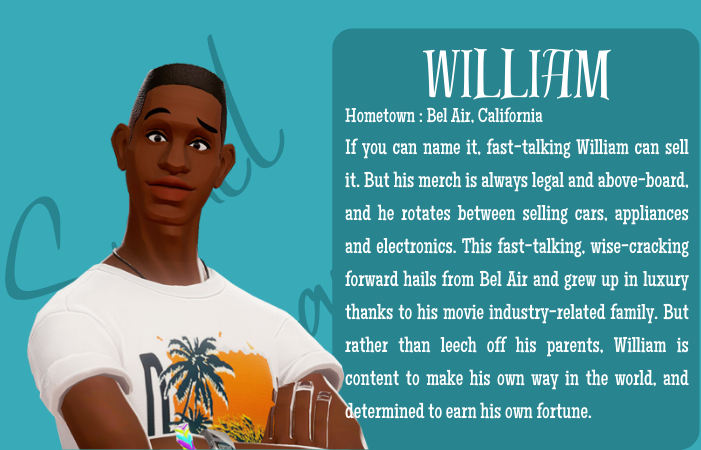 WILLIAM
Hometown : Bel Air, California
If you can name it, fast-talking William can sell
it. But his merch is always legal and above-board,
and he rotates between selling cars, appliances
and electronics. This fast-talking, wise-cracking
forward hails from Bel Air and grew up in luxury
thanks to his movie industry-related family. But
rather than leech off his parents, William is
content to make his own way in the world, and
determined to earn his own fortune.